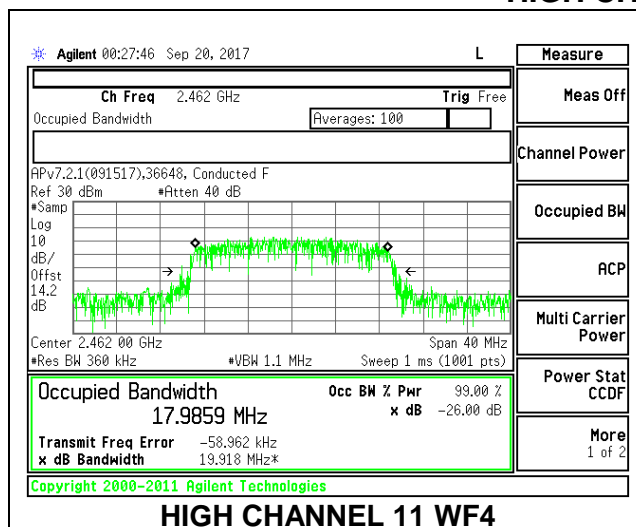 Agilent 00:27:46 Sep 20, 2017 L
Measure
Ch Freq 2.462 GHz Trig Free
Meas Off
Occupied Bandwidth Averages: 100
Channel Power
APv7.2.1(091517),36648, Conducted F
Ref 30 dBm #Atten 40 dB
Occupied BW
#Samp
Log
10
dB/
Offst
14.2
dB
ACP
Multi Carrier
Power
Center 2.462 00 GHz Span 40 MHz
#Res BW 360 kHz #VBW 1.1 MHz Sweep 1 ms (1001 pts)
Power Stat
CCDF
Occupied Bandwidth Occ BW % Pwr 99.00 %
17.9859 MHz x dB -26.00 dB
Transmit Freq Error -58.962 kHz
x dB Bandwidth 19.918 MHz*
More
1 of 2
Copyright 2000-2011 Agilent Technologies
HIGH CHANNEL 11 WF4